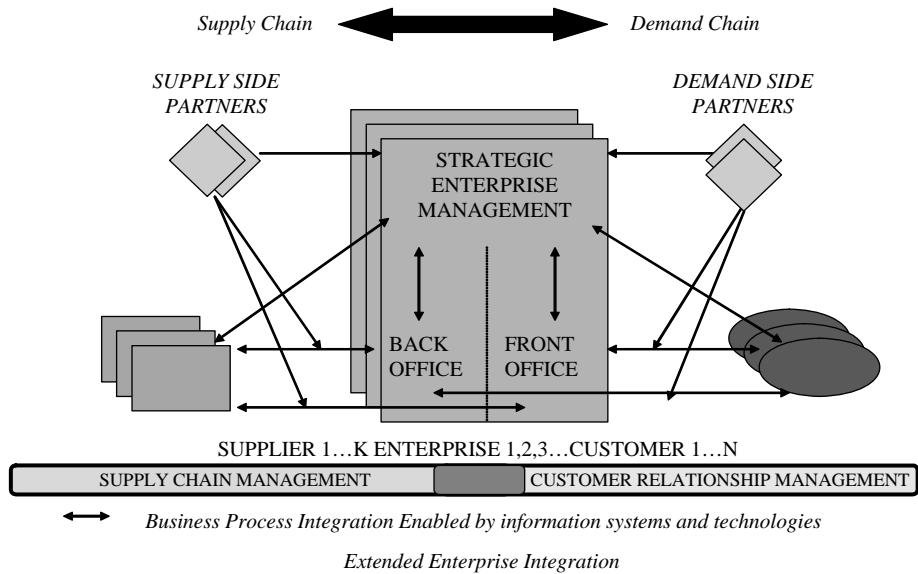 Supply Chain
Demand Chain
SUPPLY SIDE
PARTNERS
DEMAND SIDE
PARTNERS
STRATEGIC
ENTERPRISE
MANAGEMENT
BACK
OFFICE
FRONT
OFFICE
SUPPLIER 1…K ENTERPRISE 1,2,3…CUSTOMER 1…N
SUPPLY CHAIN MANAGEMENT
CUSTOMER RELATIONSHIP MANAGEMENT
Business Process Integration Enabled by information systems and technologies
Extended Enterprise Integration